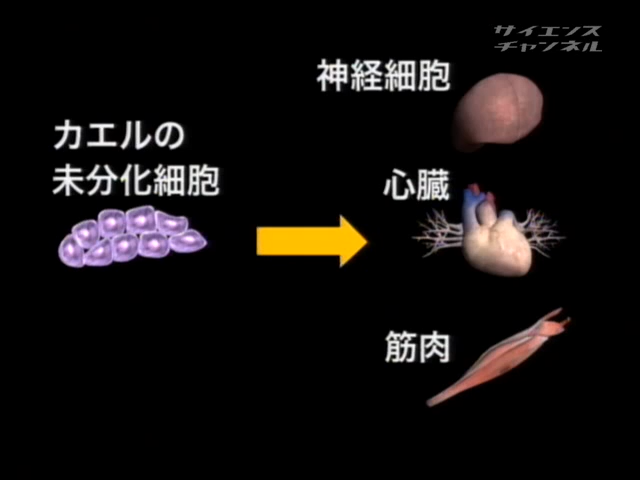 サイエンス
チャンネル
神経細胞
カエルの
未分化細胞
心臓
筋肉